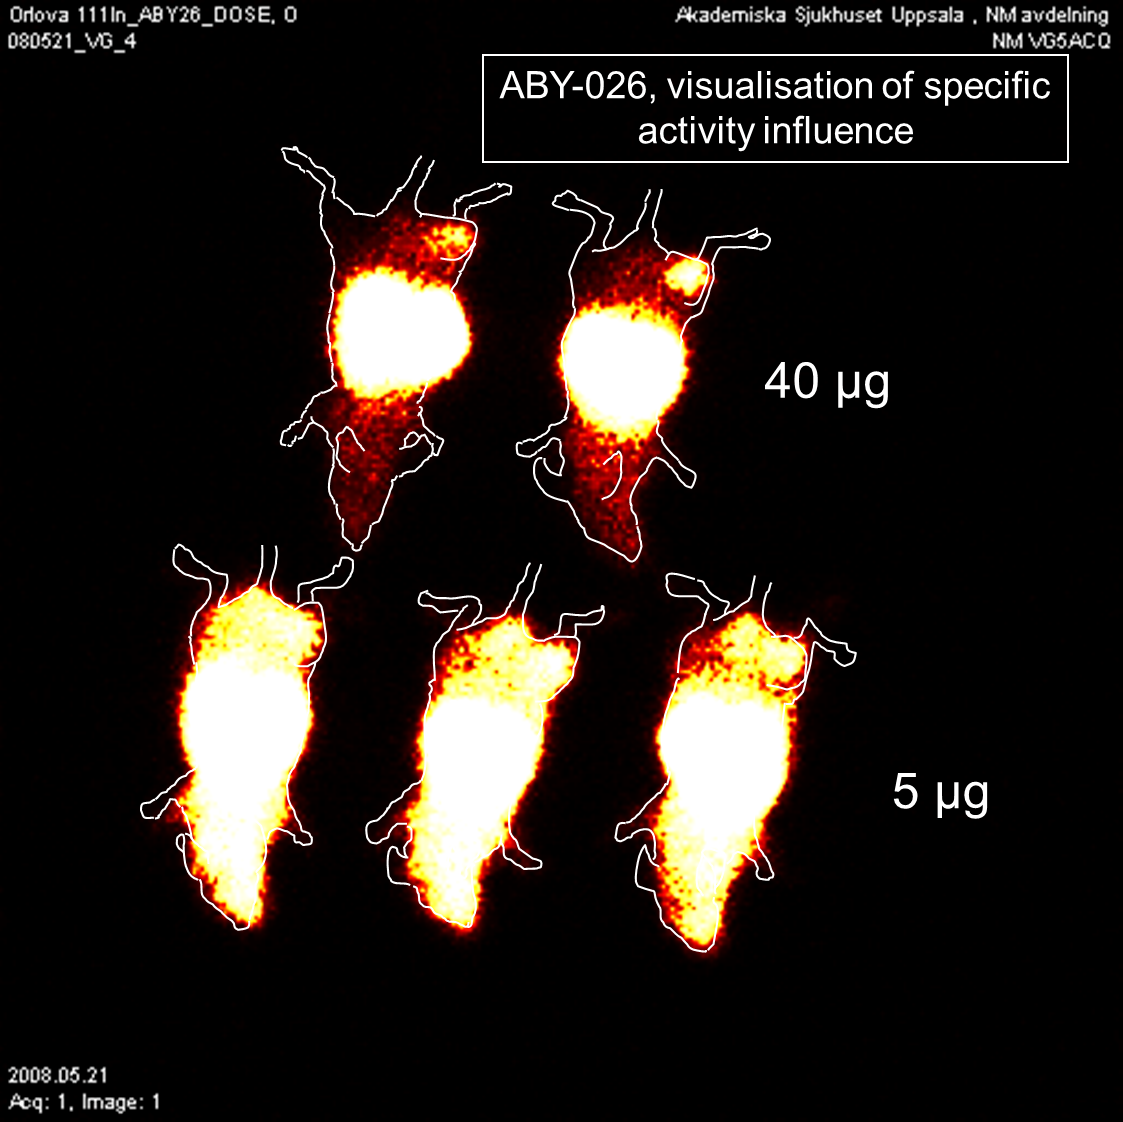 Orlova 111In_ABY26_DOSE, O
080521_VG_4
Akademiska Sjukhuset Uppsala , NM avdelning
NM VG5ACQ
ABY-026, visualisation of specific
activity influence
40 µg
5 µg
2008.05.21
Acq: 1, Image: 1